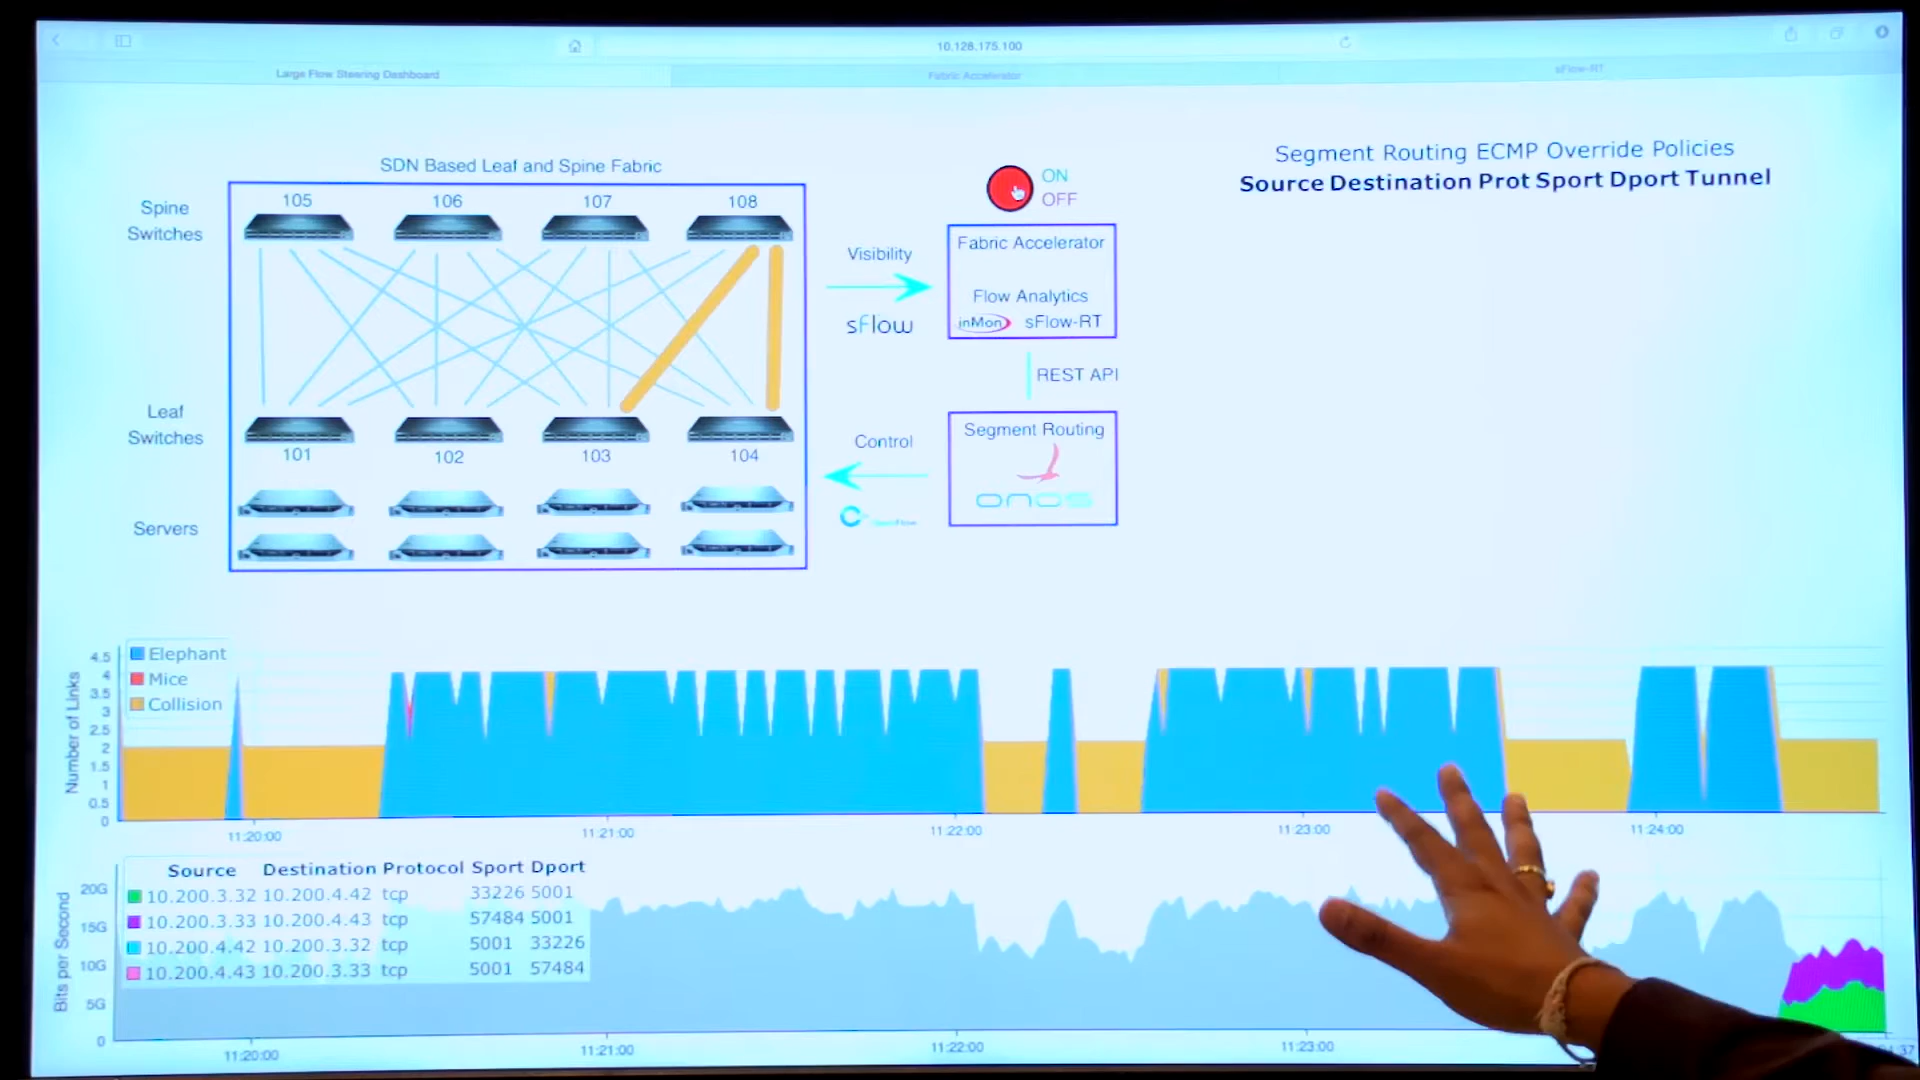 10.128.175.100
Large Flow Steering Dashboard
Fabric Accelerator
sFlow-RT
SDN Based Leaf and Spine Fabric
Spine
Switches
105
106
107
108
Leaf
Switches
101
102
103
104
Servers
Visibility
sFlow
Control
ON
OFF
Fabric Accelerator
Flow Analytics
inMon sFlow-RT
REST API
Segment Routing
onos
Segment Routing ECMP Override Policies
Source Destination Prot Sport Dport Tunnel
Number of Links
4.5
4
3.5
3
2.5
2
1.5
1
0.5
0
Elephant
Mice
Collision
11:20:00
11:21:00
11:22:00
11:23:00
11:24:00
Bits per Second
20G
15G
10G
5G
0
Source Destination Protocol Sport Dport
10.200.3.32 10.200.4.42 tcp 33226 5001
10.200.3.33 10.200.4.43 tcp 57484 5001
10.200.4.42 10.200.3.32 tcp 5001 33226
10.200.4.43 10.200.3.33 tcp 5001 57484
11:20:00
11:21:00
11:22:00
11:23:00